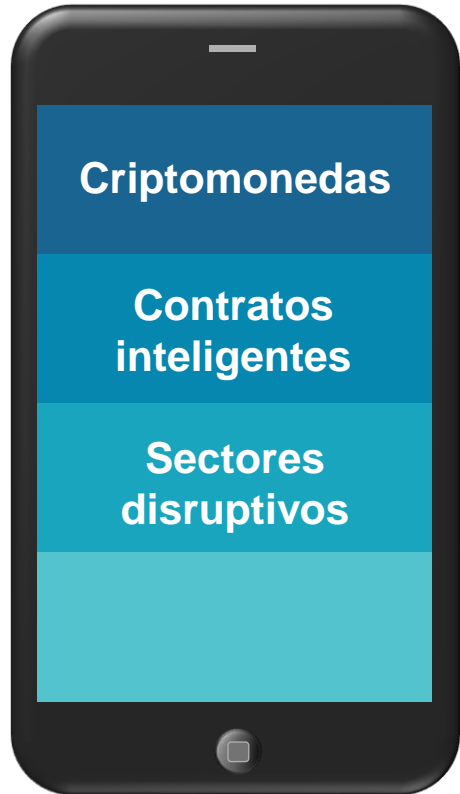 Criptomonedas
Contratos
inteligentes
Sectores
disruptivos